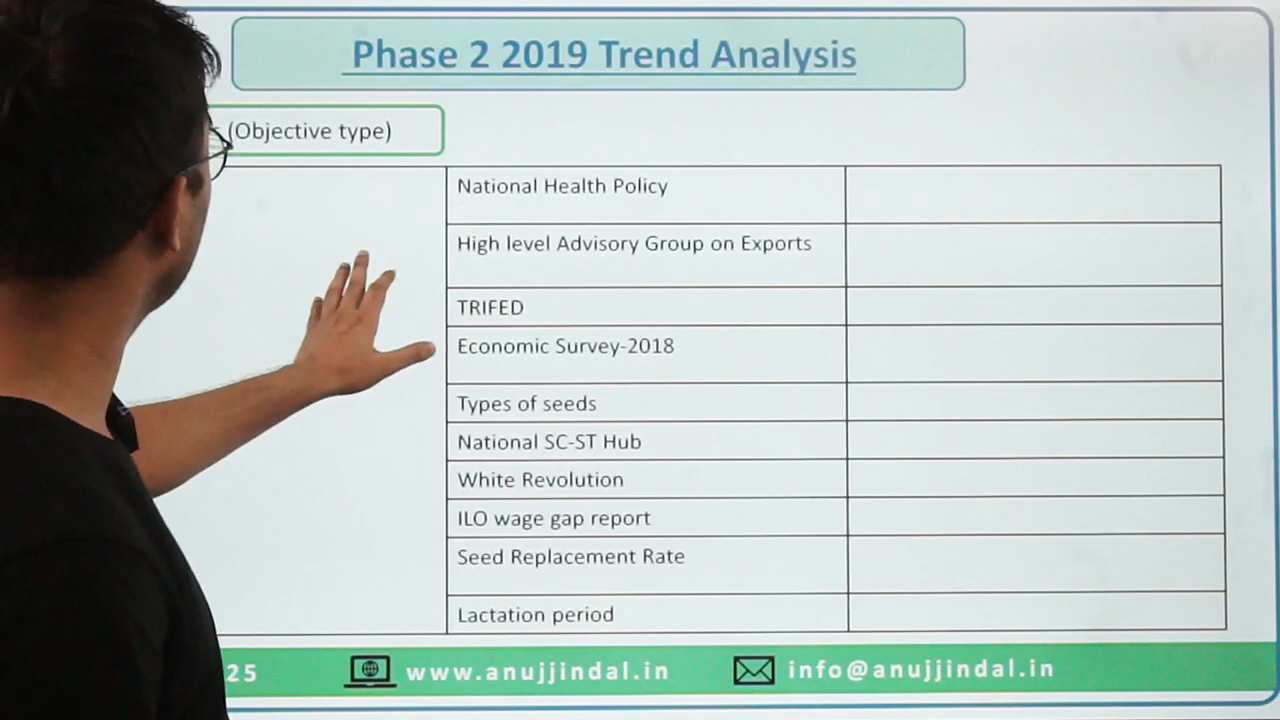 Phase 2 2019 Trend Analysis
(Objective type)
National Health Policy
High level Advisory Group on Exports
TRIFED
Economic Survey-2018
Types of seeds
National SC-ST Hub
White Revolution
ILO wage gap report
Seed Replacement Rate
Lactation period
25
www.anujjindal.in
info@anujjindal.in